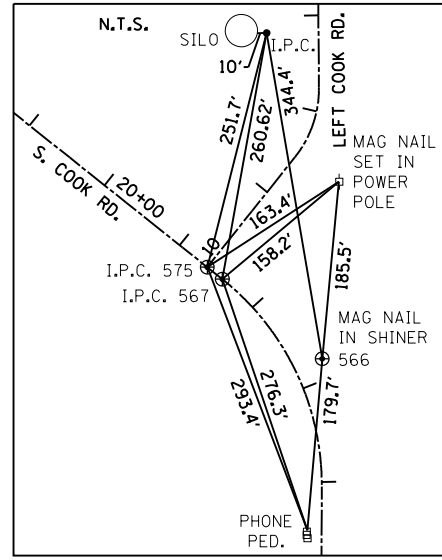 N.T.S.
SILO
I.P.C.
10'
251.7'
260.62'
344.4'
LEFT COOK RD.
MAG NAIL
SET IN
POWER
POLE
S. COOK RD.
20+00
163.4'
158.2'
10
185.5'
I.P.C. 575
I.P.C. 567
MAG NAIL
IN SHINER
566
276.3'
293.4'
179.7'
PHONE
PED.